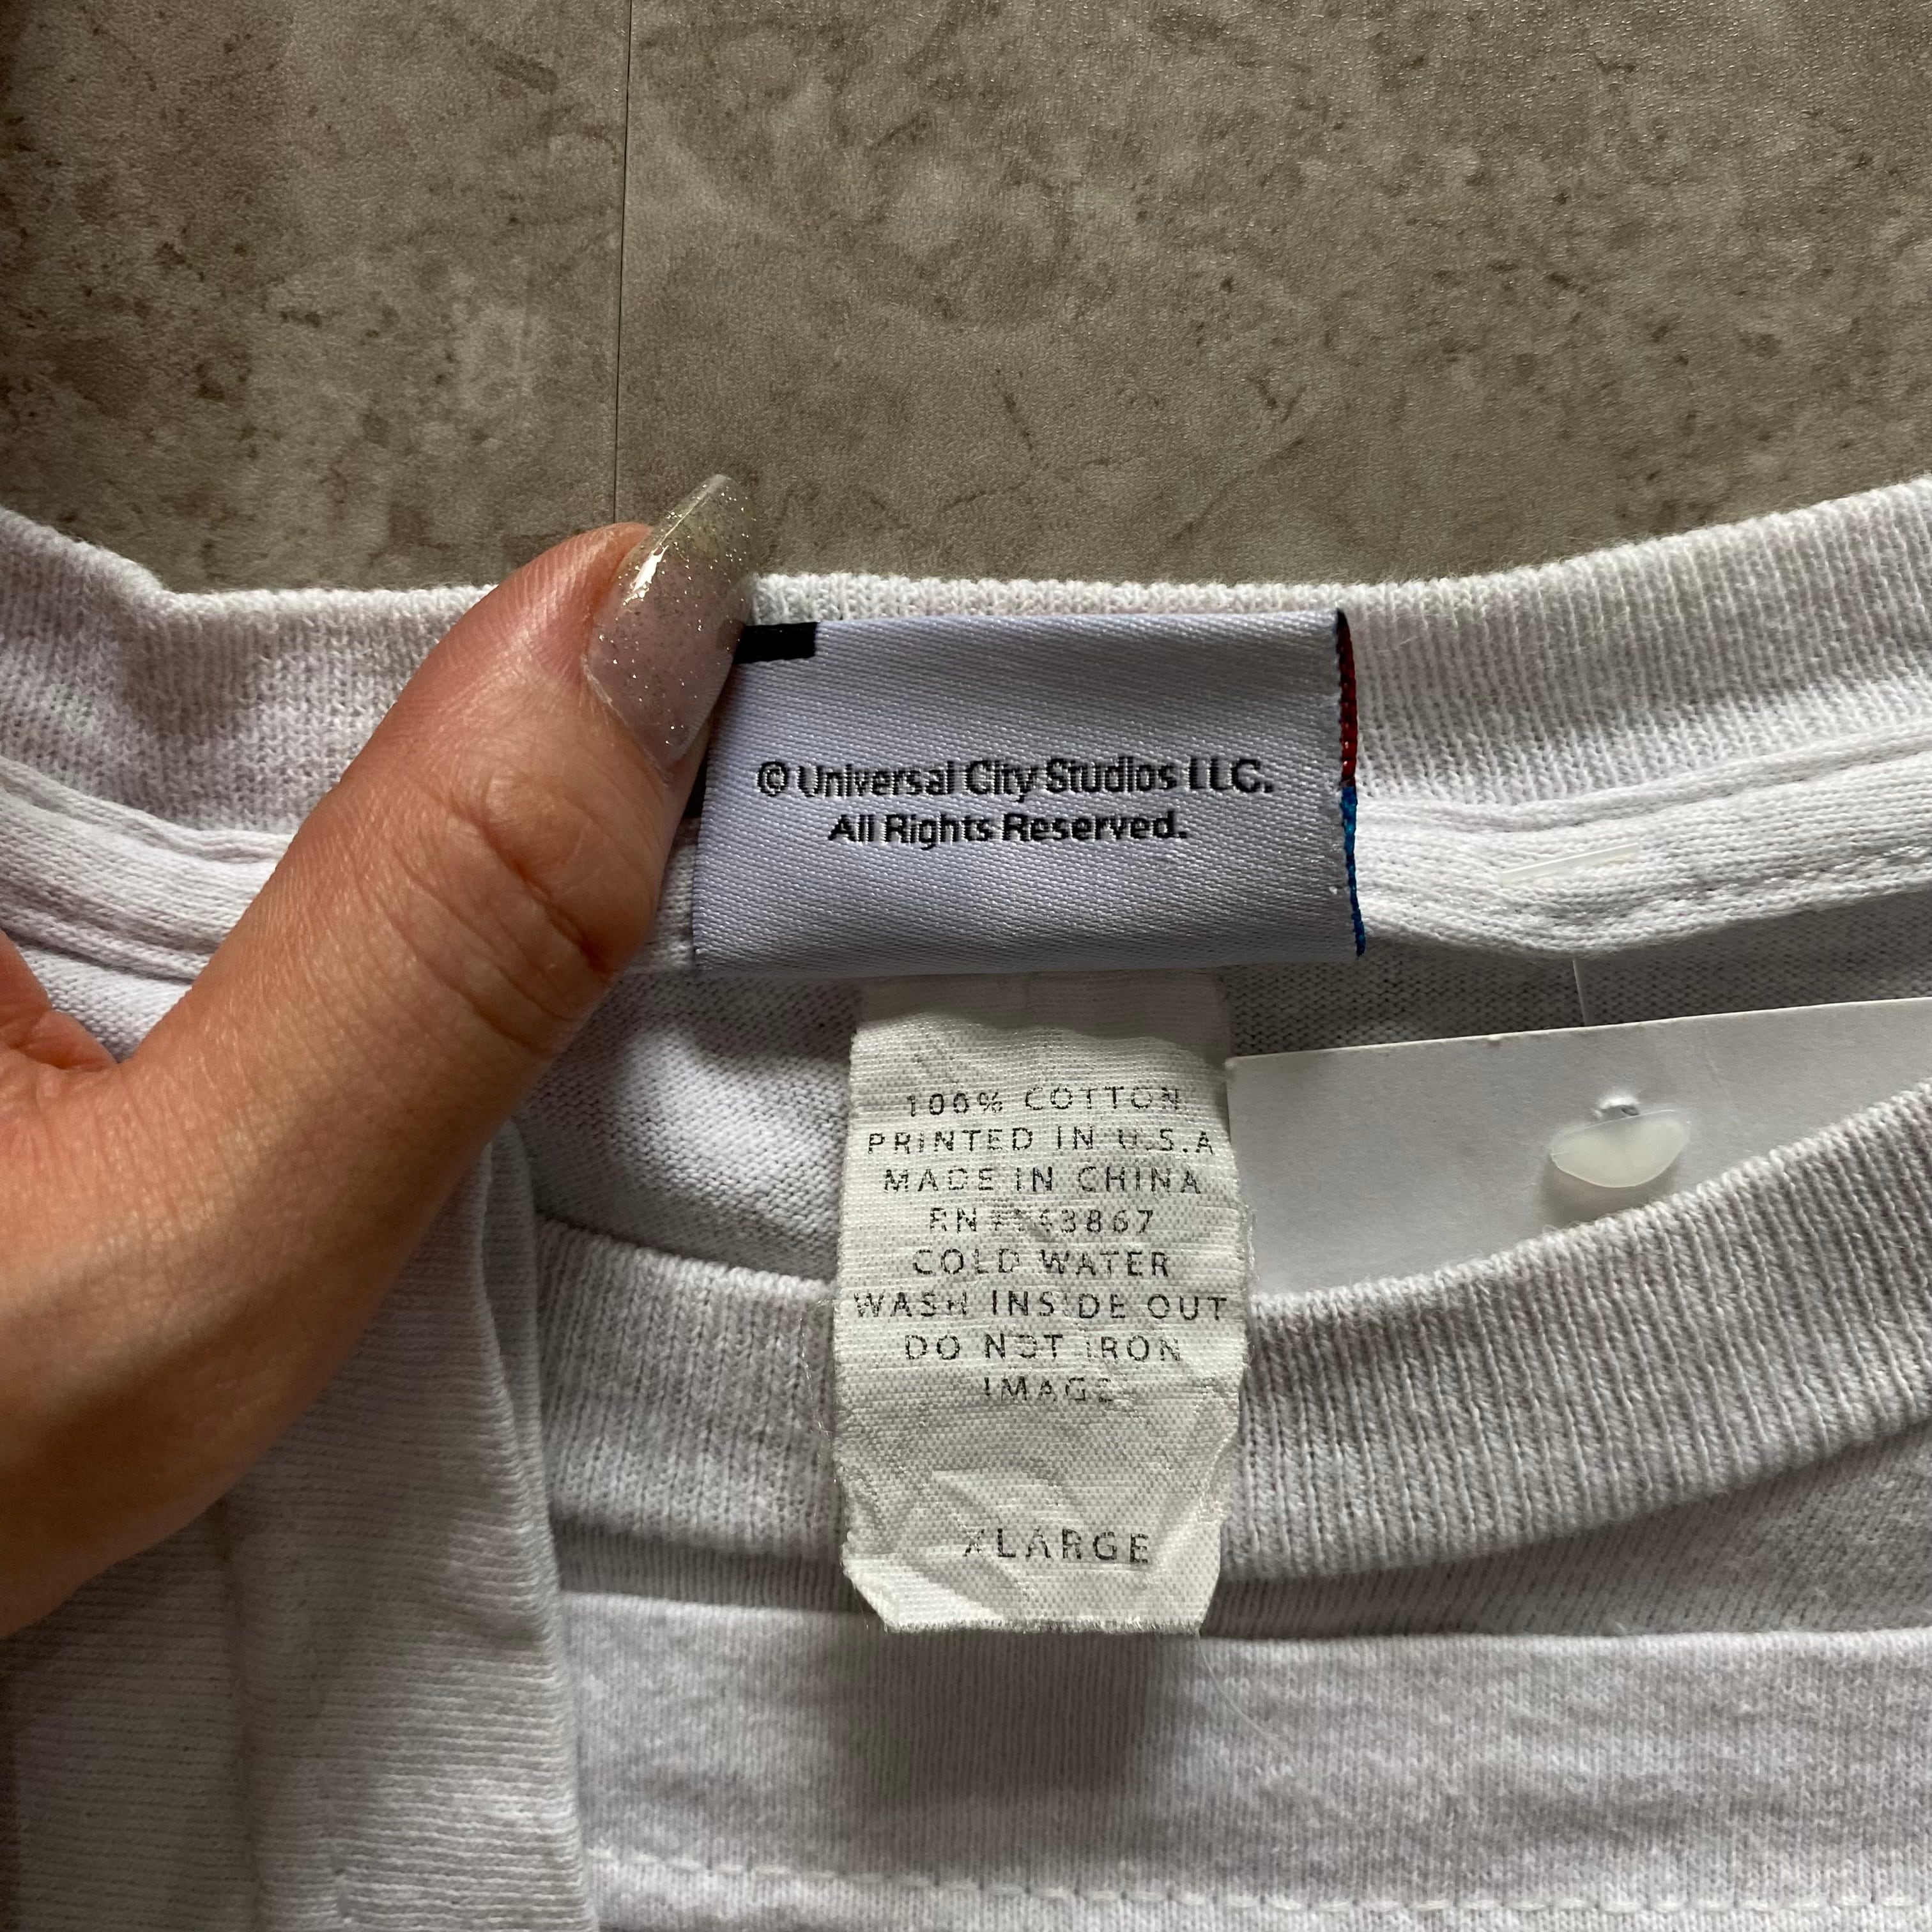 © Universal City Studios LLC.
All Rights Reserved.
100% COTTON
PRINTED IN U.S.A
MADE IN CHINA
COLD WATER
WASH INSIDE OUT
DO NOT IRON
IMAGE
XLARGE